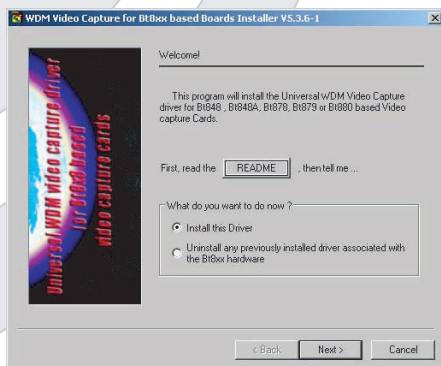 WDM Video Capture for Bt8xx based Boards Installer V5.3.6-1
Universal WDM video capture driver
for Bt8x8 based
video capture cards
Welcome!
This program will install the Universal WDM Video Capture
driver for Bt848 , Bt848A, Bt878, Bt879 or Bt880 based Video
capture Cards.
First, read the README , then tell me ...
What do you want to do now ?
Install this Driver
Uninstall any previously installed driver associated with
the Bt8xx hardware
< Back Next > Cancel